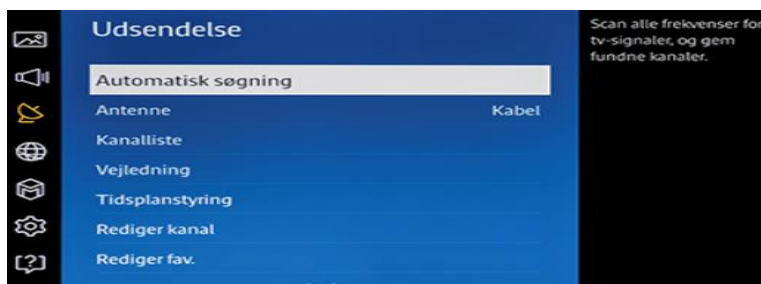 Udsendelse
Automatisk søgning
Antenne Kabel
Kanalliste
Vejledning
Tidsplanstyring
Rediger kanal
Rediger fav.
Scan alle frekvenser for
tv-signaler, og gem
fundne kanaler.